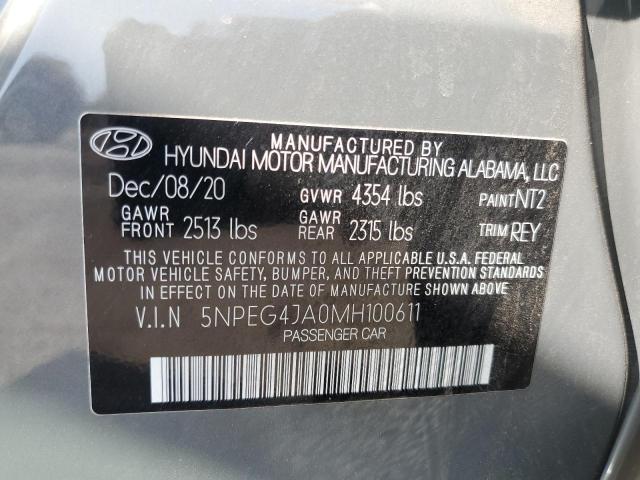 MANUFACTURED BY
HYUNDAI MOTOR MANUFACTURING ALABAMA, LLC
Dec/08/20 GVWR 4354 lbs PAINT NT2
GAWR FRONT 2513 lbs GAWR REAR 2315 lbs TRIM REY
THIS VEHICLE CONFORMS TO ALL APPLICABLE U.S.A. FEDERAL
MOTOR VEHICLE SAFETY, BUMPER, AND THEFT PREVENTION STANDARDS
IN EFFECT ON THE DATE OF MANUFACTURE SHOWN ABOVE.
V.I.N 5NPEG4JA0MH100611
PASSENGER CAR